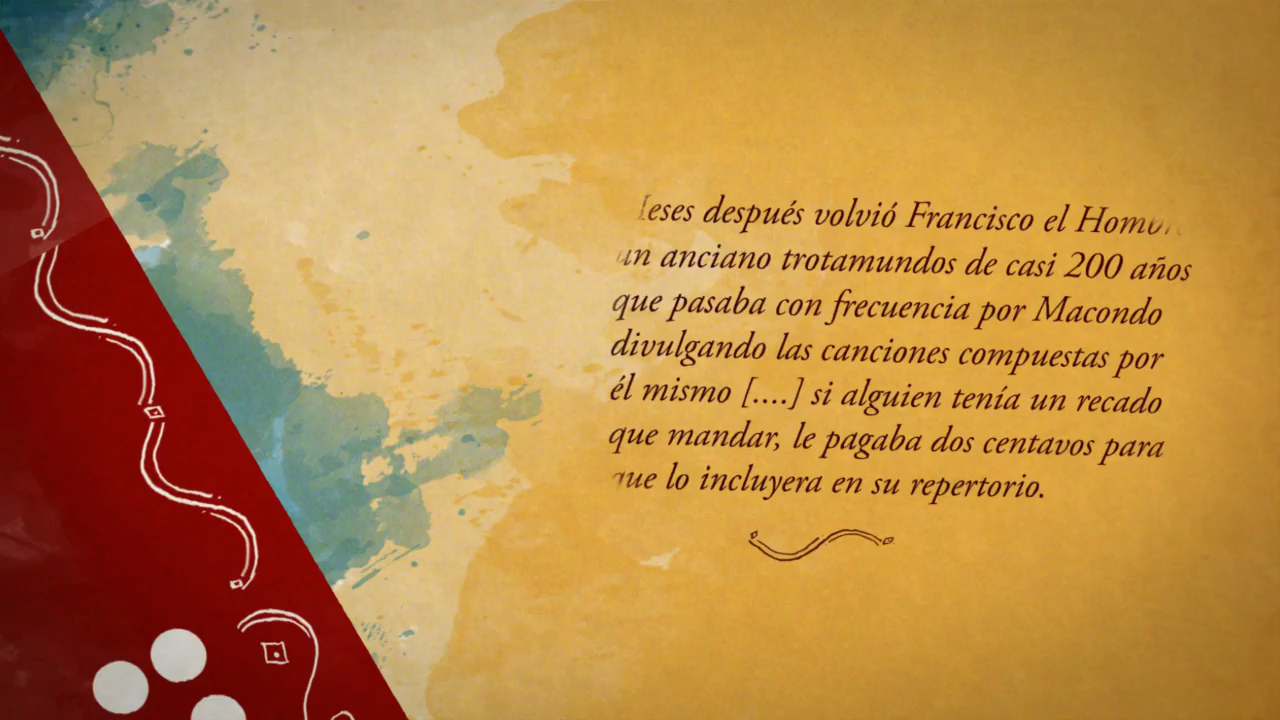 después volvió Francisco el
un anciano trotamundos de casi 200 años
que pasaba con frecuencia por Macondo
divulgando las canciones compuestas por
él mismo [....] si alguien tenía un recado
que mandar, le pagaba dos centavos para
que lo incluyera en su repertorio.